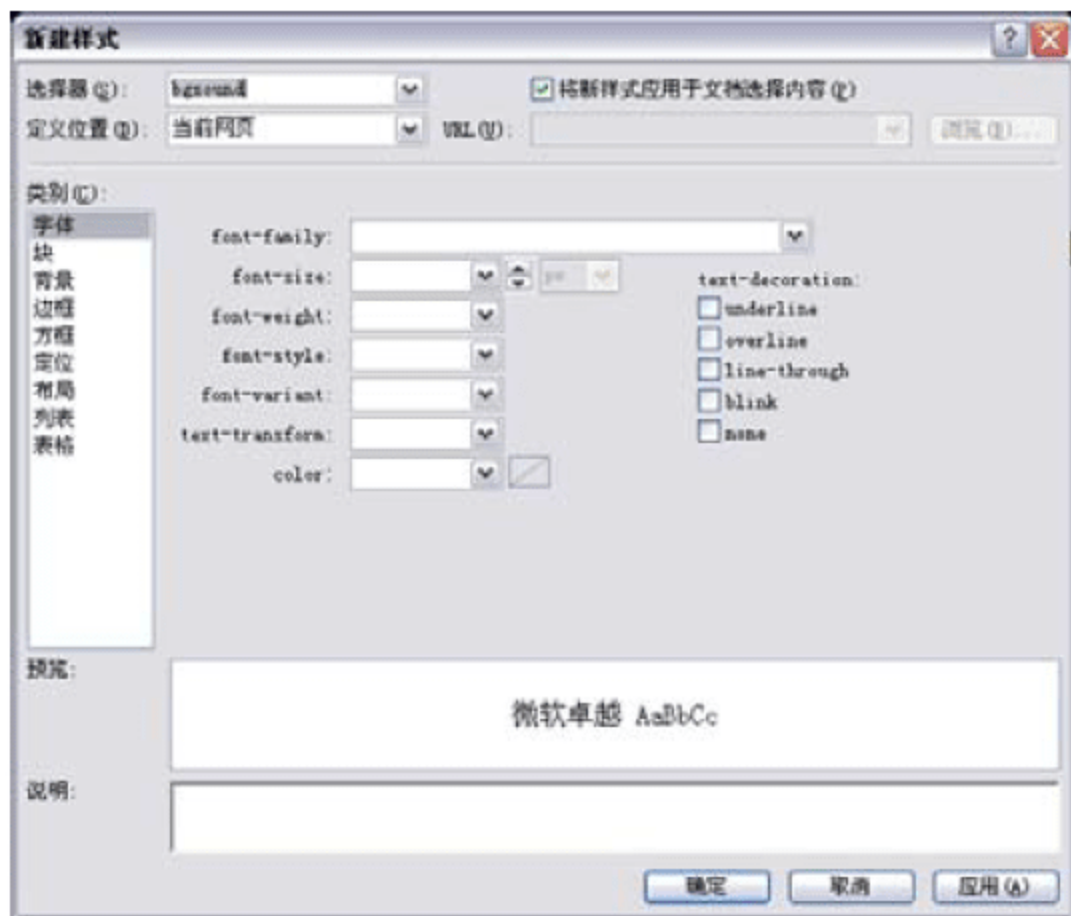 新建样式
选择器(S): bgsound 将新样式应用于文档选择内容(P)
定义位置(D): 当前网页 URL(U): 浏览(B)...
类别(C):
字体
块
背景
边框
方框
定位
布局
列表
表格
font-family:
font-size: px
font-weight:
font-style:
font-variant:
text-transform:
color:
text-decoration:
underline
overline
line-through
blink
none
预览:
微软卓越 AaBbCc
说明:
确定 取消 应用(A)